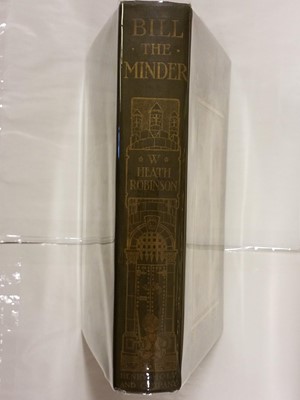 BILL
· THE ·
MINDER
· W ·
HEATH
ROBINSON